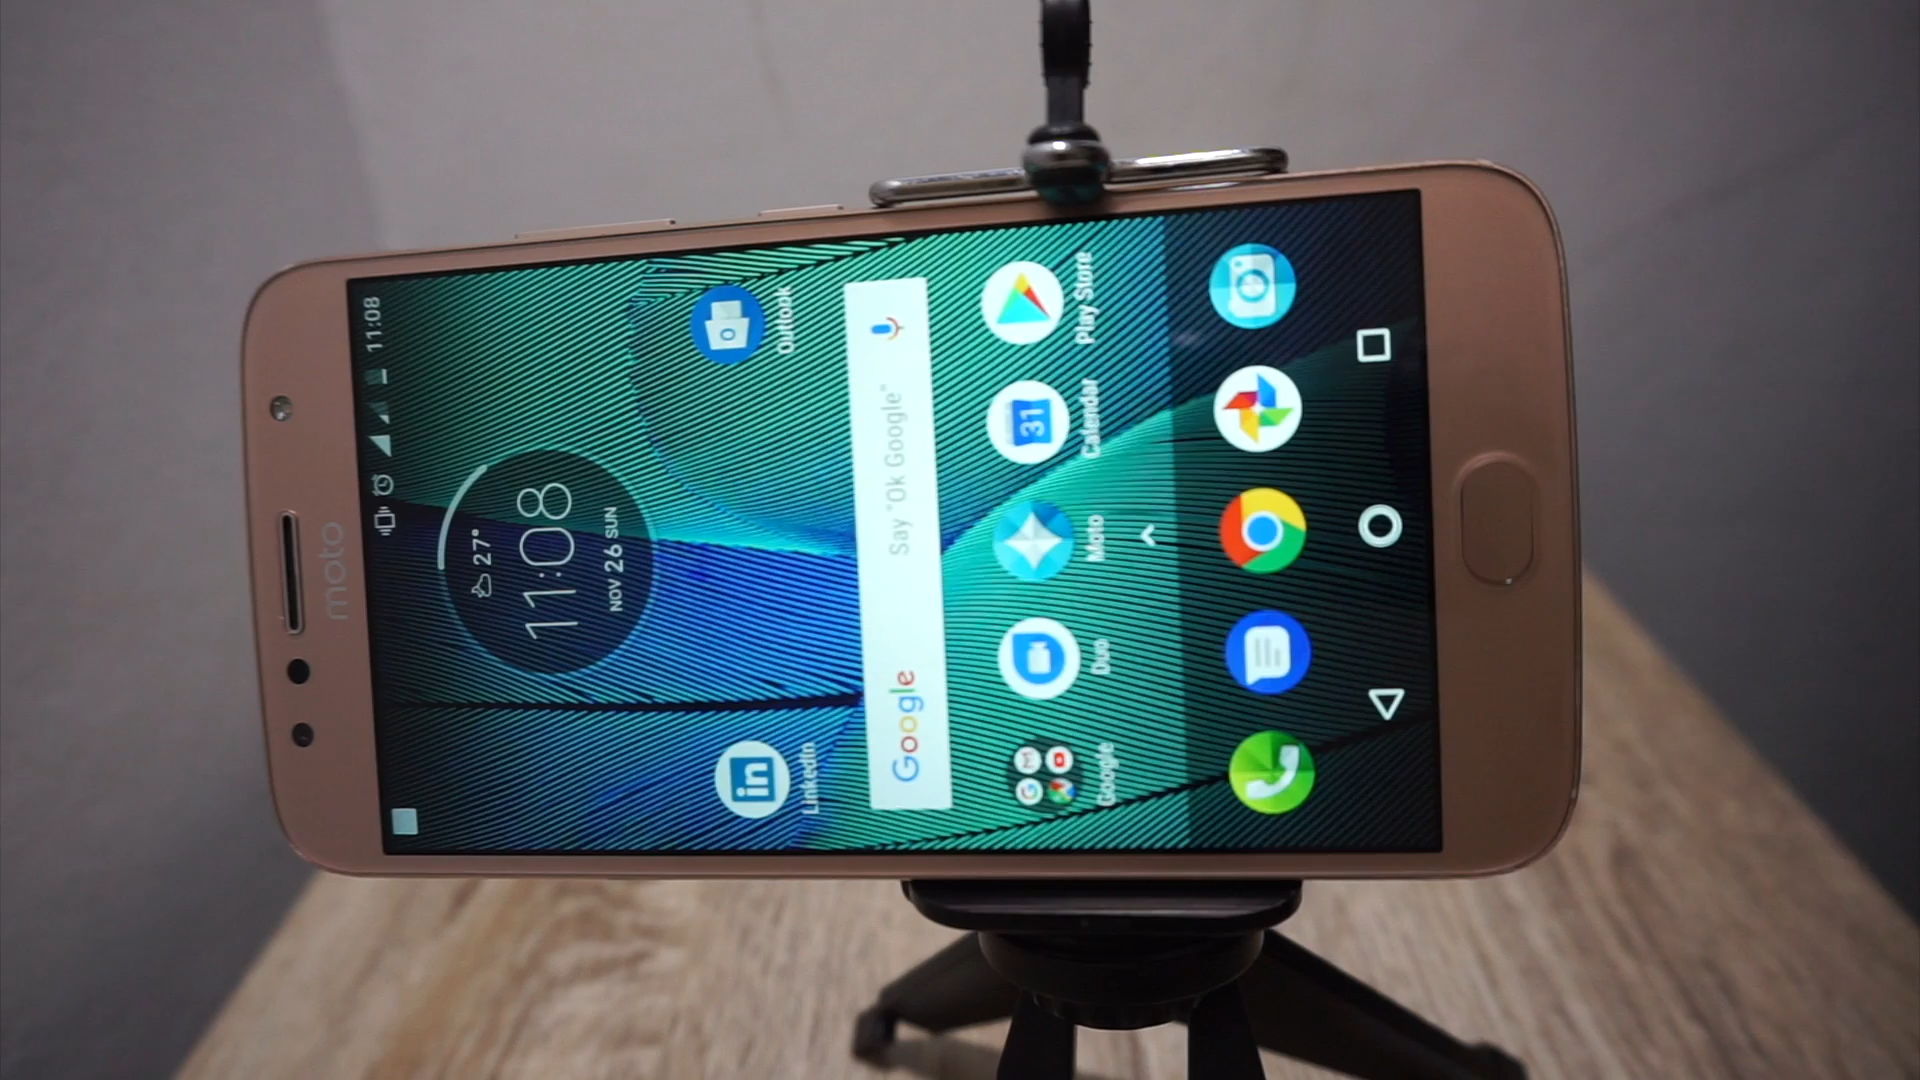 moto
11:08
27°
11:08
NOV 26 SUN
LinkedIn
Outlook
Google Say "Ok Google"
Google
Duo
Moto
Calendar
Play Store
31
in
O
G
M